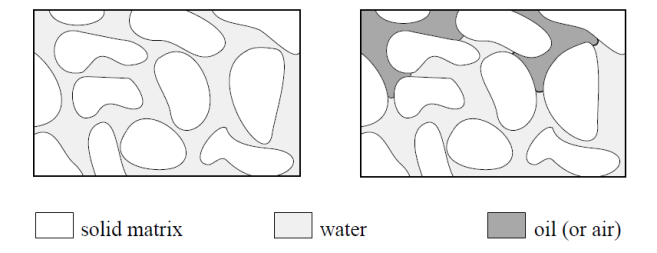 solid matrix
water
oil (or air)